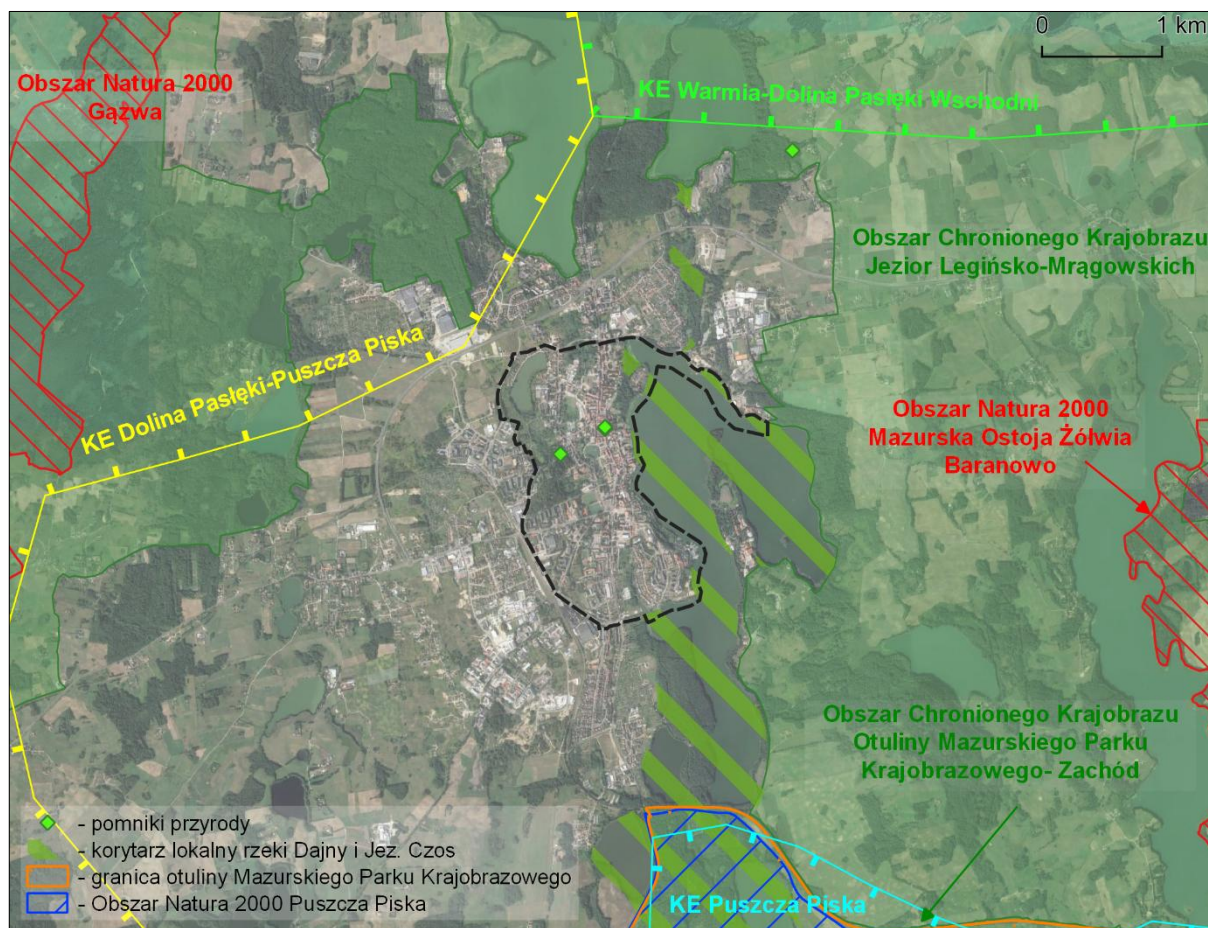 0 1 km
Obszar Natura 2000
Gązwa
KE Warmia-Dolina Pasłęki Wschodni
Obszar Chronionego Krajobrazu
Jezior Legińsko-Mrągowskich
KE Dolina Pasłęki-Puszcza Piska
Obszar Natura 2000
Mazurska Ostoja Żółwia
Baranowo
Obszar Chronionego Krajobrazu
Otuliny Mazurskiego Parku
Krajobrazowego- Zachód
- pomniki przyrody
- korytarz lokalny rzeki Dajny i Jez. Czos
- granica otuliny Mazurskiego Parku Krajobrazowego
- Obszar Natura 2000 Puszcza Piska
KE Puszcza Piska